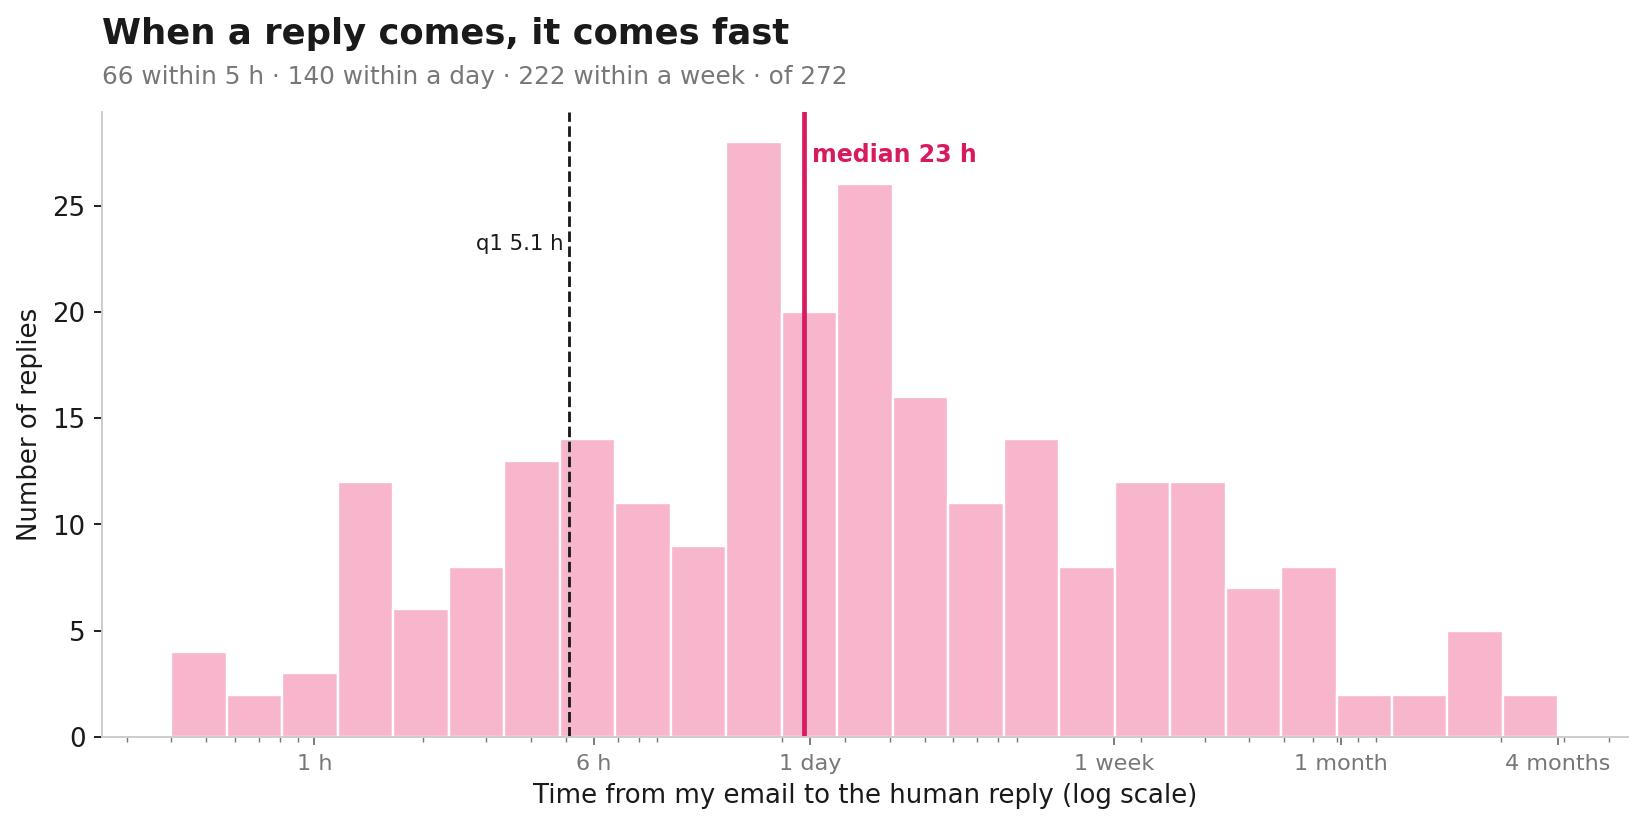 When a reply comes, it comes fast
66 within 5 h · 140 within a day · 222 within a week · of 272
median 23 h
q1 5.1 h
Number of replies
25
20
15
10
5
0
1 h
6 h
1 day
1 week
1 month
4 months
Time from my email to the human reply (log scale)